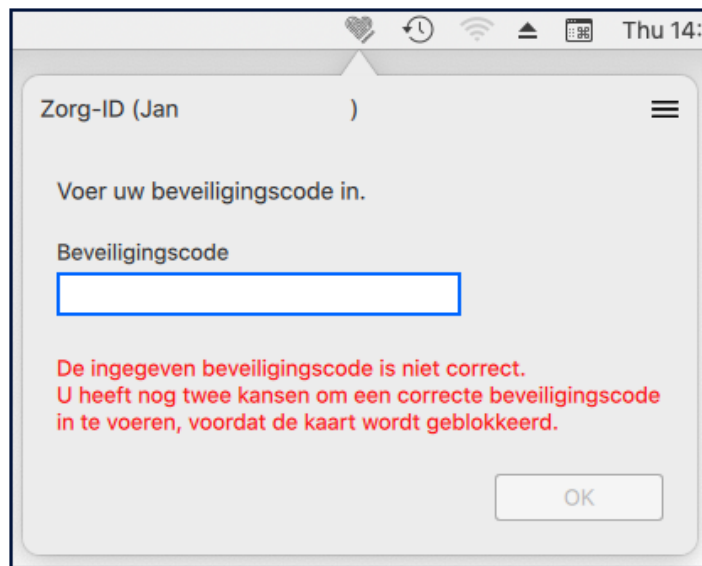 Thu 14:
Zorg-ID (Jan )
Voer uw beveiligingscode in.
Beveiligingscode
De ingegeven beveiligingscode is niet correct.
U heeft nog twee kansen om een correcte beveiligingscode
in te voeren, voordat de kaart wordt geblokkeerd.
OK